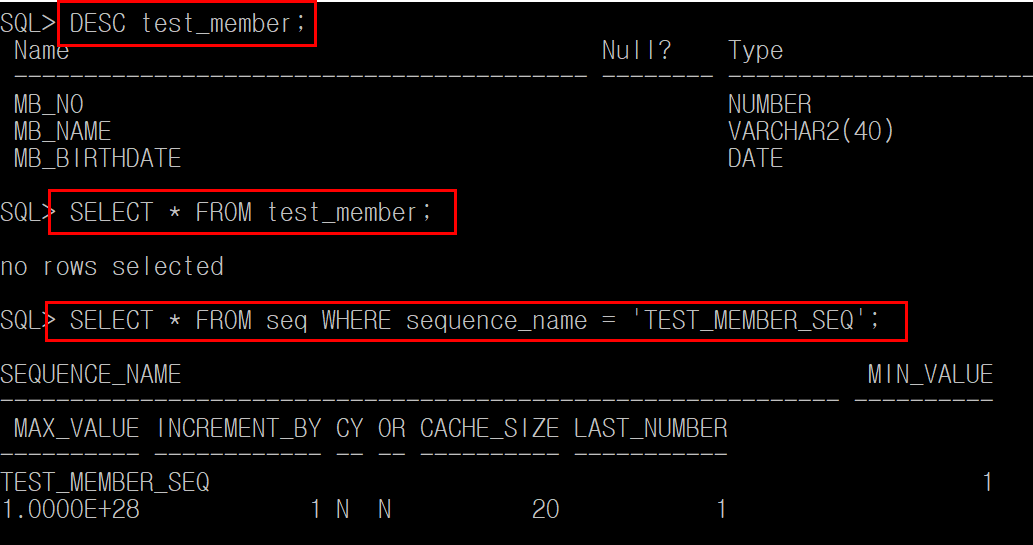 SQL> DESC test_member;
Name Null? Type
----------------------------------------- -------- ----------------------
MB_NO NUMBER
MB_NAME VARCHAR2(40)
MB_BIRTHDATE DATE
SQL> SELECT * FROM test_member;
no rows selected
SQL> SELECT * FROM seq WHERE sequence_name = 'TEST_MEMBER_SEQ';
SEQUENCE_NAME MIN_VALUE
------------------------------------------------------------ ----------
MAX_VALUE INCREMENT_BY CY OR CACHE_SIZE LAST_NUMBER
---------- ------------ -- -- ---------- -----------
TEST_MEMBER_SEQ 1
1.0000E+28 1 N N 20 1